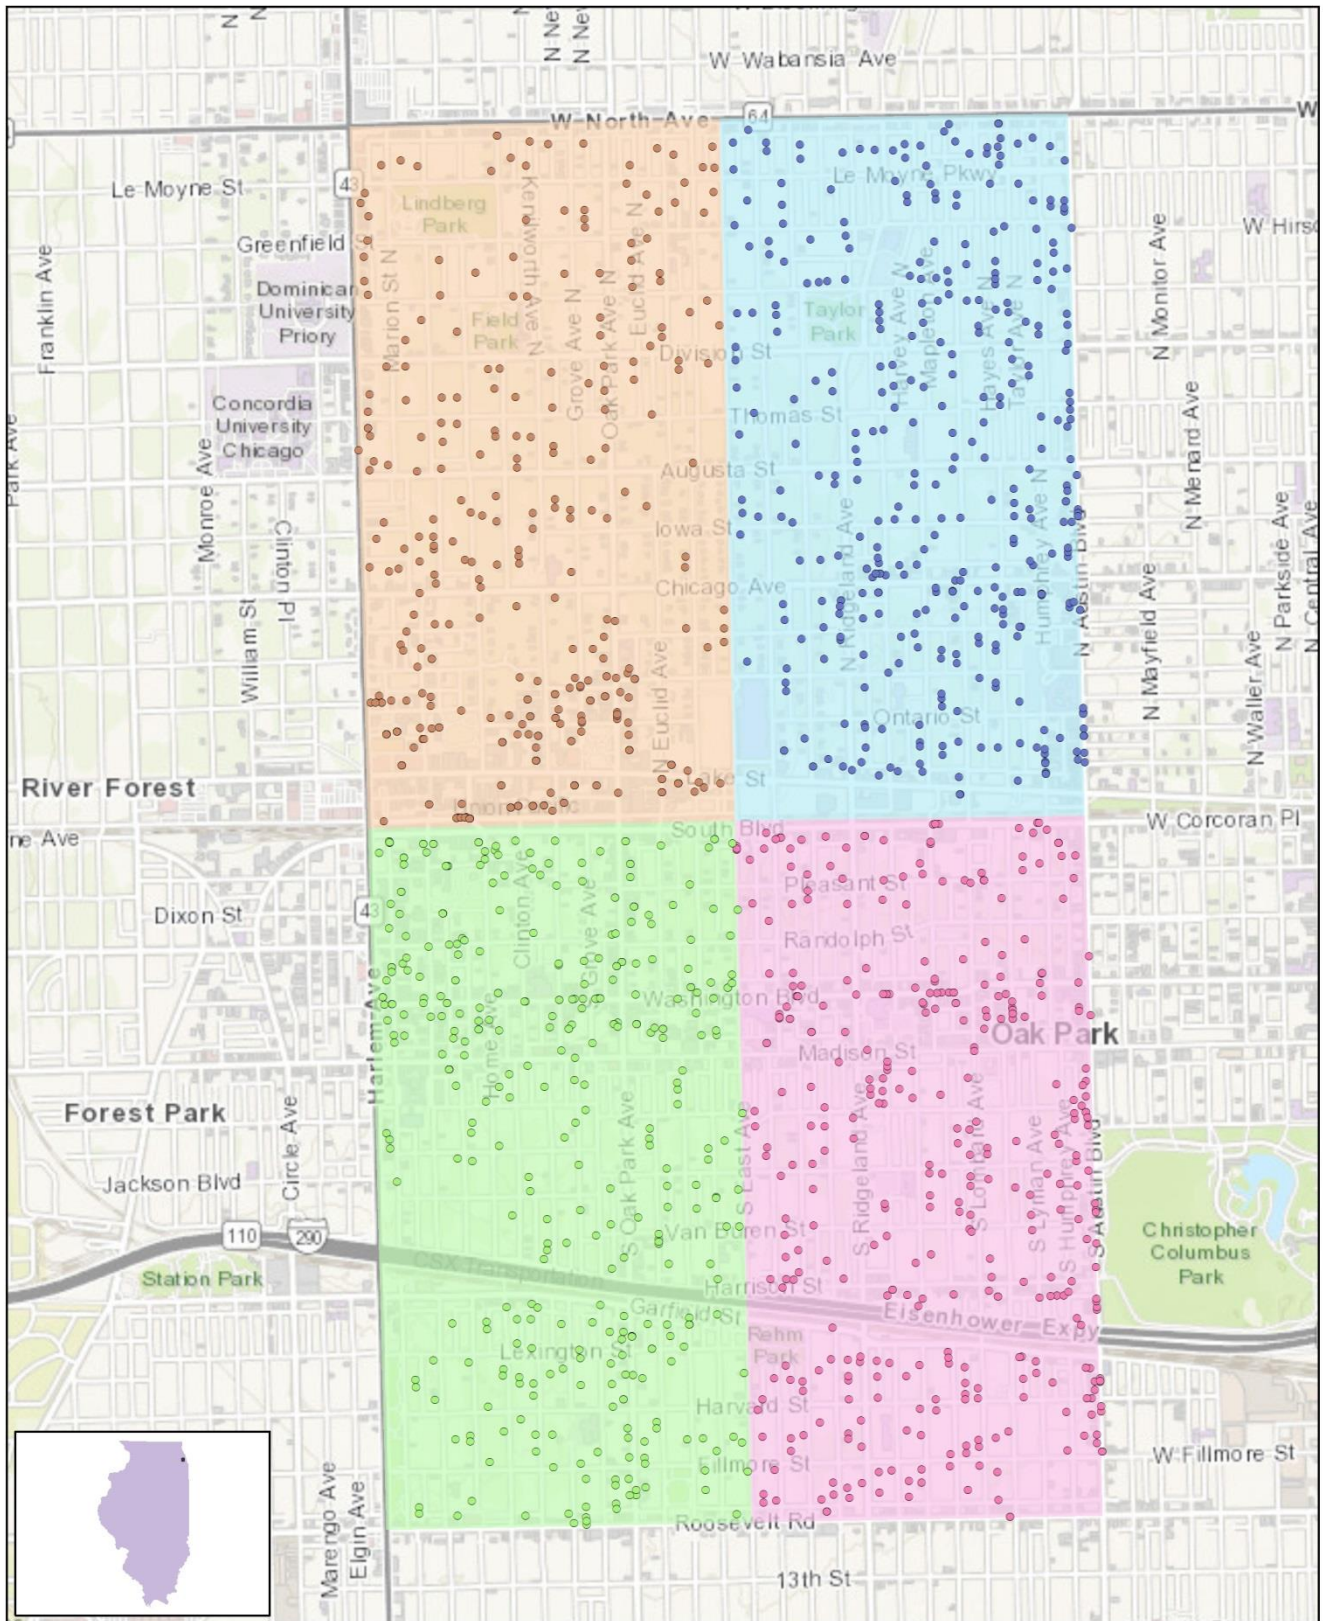 W Wabansia Ave
W North Ave
64
W
Le Moyne St
43
Le Moyne Pkwy
Lindberg
Park
Kenilworth Ave N
Greenfield
W Hirsc
Franklin Ave
Marion St N
Euclid Ave N
N Monitor Ave
Dominican
University
Priory
Field
Park
Grove Ave N
Oak Park Ave N
Taylor
Park
Harvey Ave N
Mapleton Ave
Hayes Ave N
Taylor Ave N
Division St
Concordia
University
Chicago
Thomas St
N Menard Ave
Park Ave
Monroe Ave
Augusta St
Clinton Pl
Iowa St
N Ridgeland Ave
Humphrey Ave N
N Austin Blvd
N Parkside Ave
N Central Ave
Chicago Ave
William St
N Euclid Ave
N Mayfield Ave
N Waller Ave
Ontario St
River Forest
Lake St
Union Pacific
ne Ave
South Blvd
W Corcoran Pl
Pleasant St
Dixon St
43
Clinton Ave
S Grove Ave
Randolph St
Harlem Ave
Home Ave
Washington Blvd
Oak Park
Madison St
Forest Park
Circle Ave
S Oak Park Ave
S East Ave
S Ridgeland Ave
S Lombard Ave
S Lyman Ave
S Humphrey Ave
S Austin Blvd
Jackson Blvd
110
290
Van Buren St
Christopher
Columbus
Park
Station Park
CSX Transportation
Harrison St
Garfield St
Eisenhower Expy
Lexington St
Rehm
Park
Harvard St
Marengo Ave
Elgin Ave
Fillmore St
W Fillmore St
Roosevelt Rd
13th St